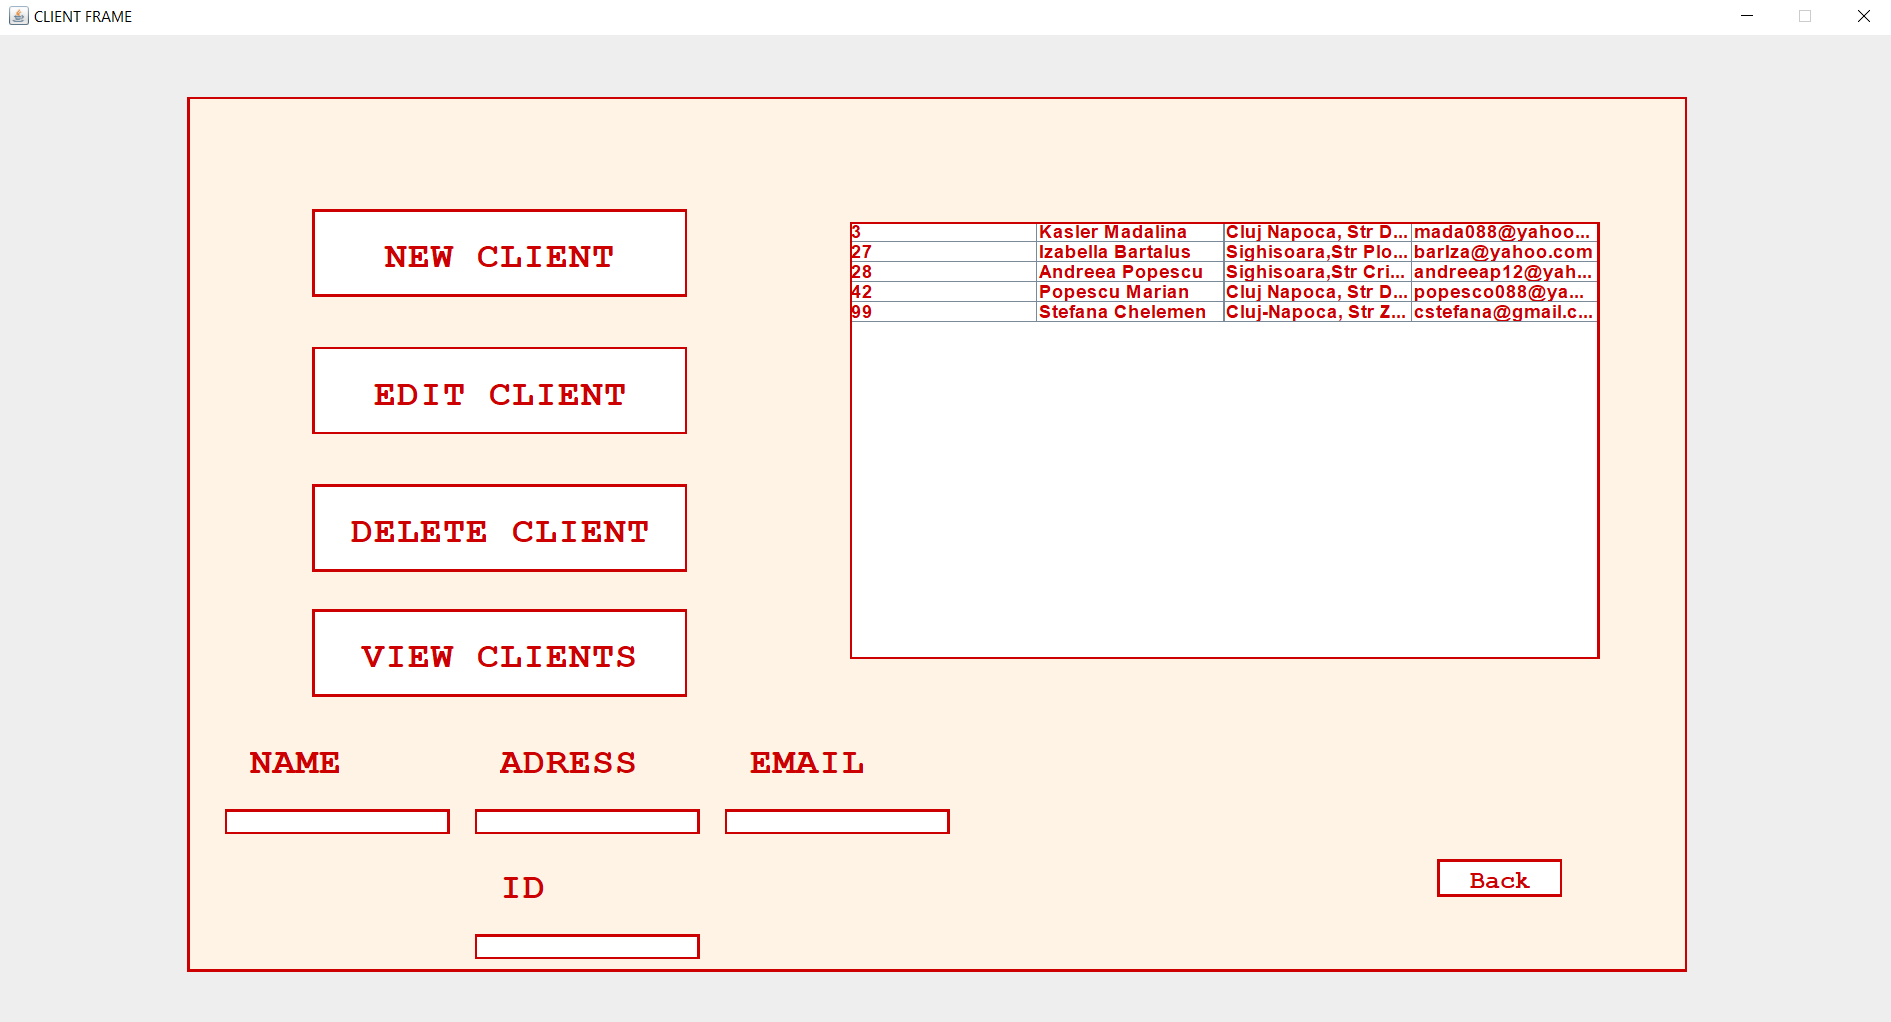 CLIENT FRAME
NEW CLIENT
EDIT CLIENT
DELETE CLIENT
VIEW CLIENTS
3 Kasler Madalina Cluj Napoca, Str D... mada088@yahoo...
27 Izabella Bartalus Sighisoara,Str Plo... barlza@yahoo.com
28 Andreea Popescu Sighisoara,Str Cri... andreeap12@yah...
42 Popescu Marian Cluj Napoca, Str D... popesco088@ya...
99 Stefana Chelemen Cluj-Napoca, Str Z... cstefana@gmail.c...
NAME ADRESS EMAIL
ID
Back